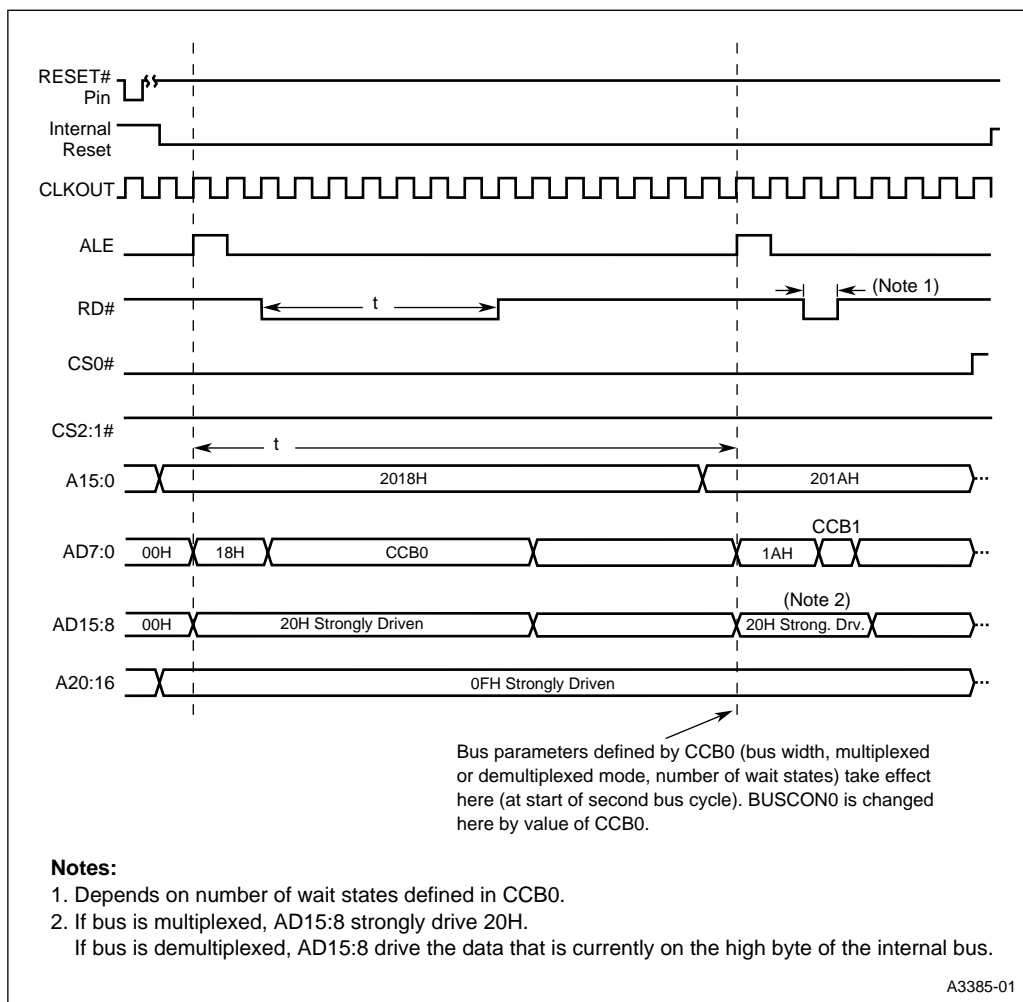 RESET#
Pin
Internal
Reset
CLKOUT
ALE
RD#
t
(Note 1)
CS0#
CS2:1#
t
A15:0
2018H
201AH
CCB1
AD7:0
00H
18H
CCB0
1AH
(Note 2)
AD15:8
00H
20H Strongly Driven
20H Strong. Drv.
A20:16
0FH Strongly Driven
Bus parameters defined by CCB0 (bus width, multiplexed
or demultiplexed mode, number of wait states) take effect
here (at start of second bus cycle). BUSCON0 is changed
here by value of CCB0.
Notes:
1. Depends on number of wait states defined in CCB0.
2. If bus is multiplexed, AD15:8 strongly drive 20H.
If bus is demultiplexed, AD15:8 drive the data that is currently on the high byte of the internal bus.
A3385-01